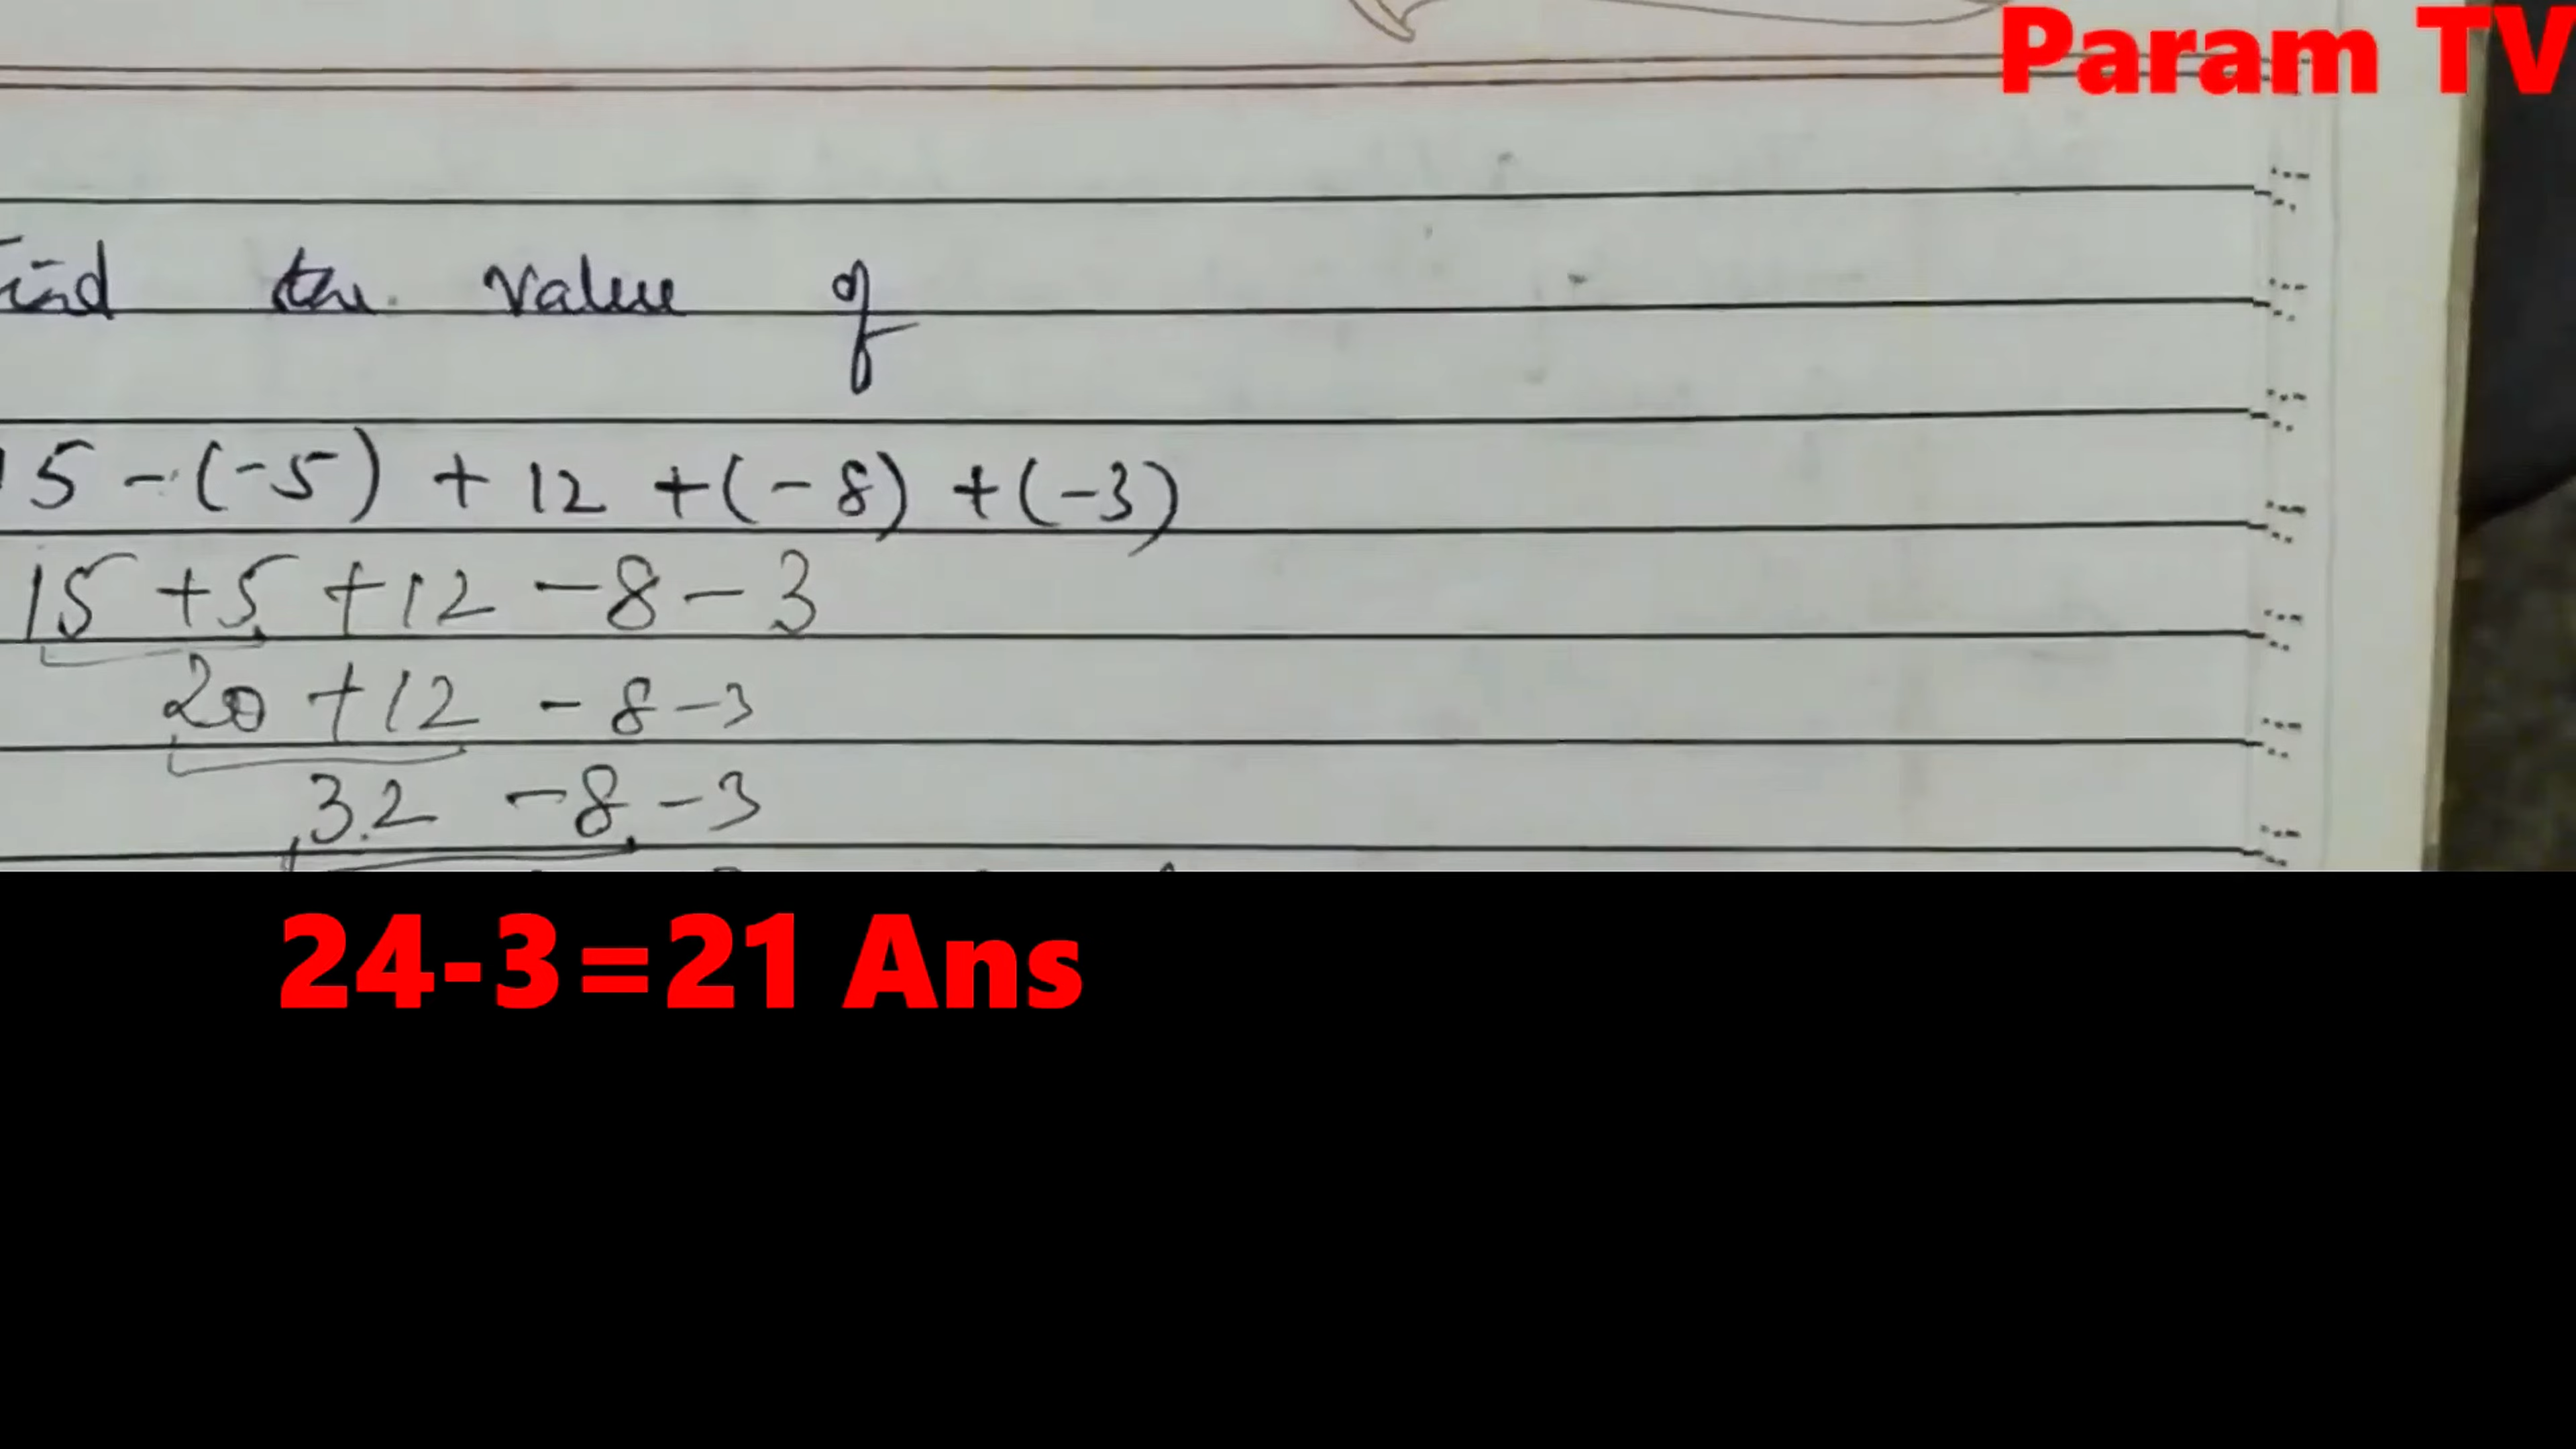 Param TV
ind the value of
15 -(-5) + 12 +(-8) +(-3)
15 +5 +12 -8 -3
20 +12 -8-3
32 -8-3
24-3=21 Ans